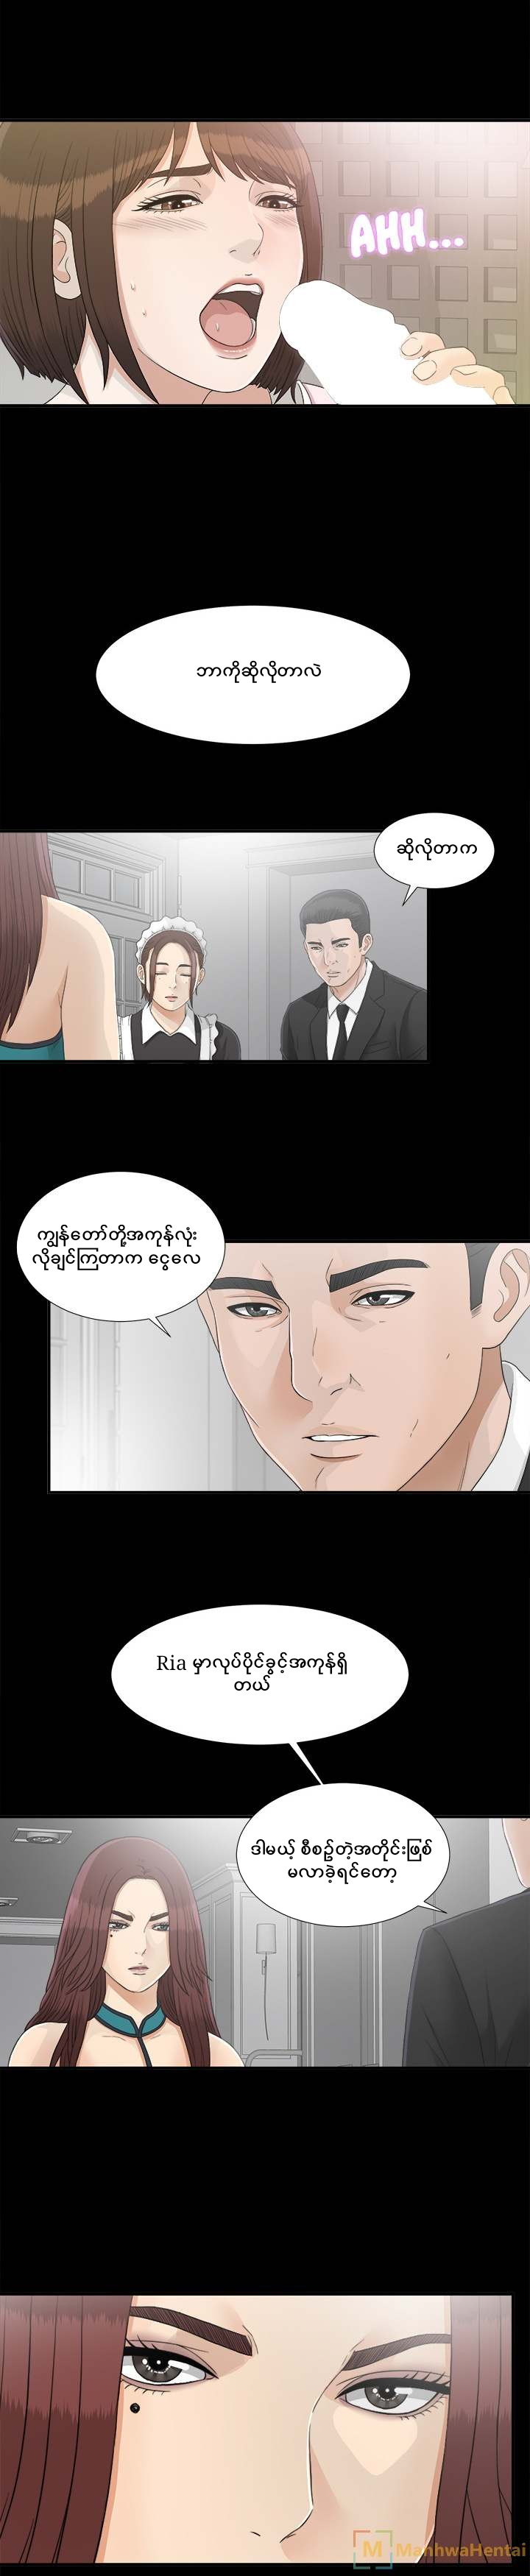 AHH...
ဘာကိုဆိုလိုတာလဲ
ဆိုလိုတာက
ကျွန်တော်တို့အကုန်လုံး
လိုချင်ကြတာက ငွေလေ
Ria မှာလုပ်ပိုင်ခွင့်အကုန်ရှိ
တယ်
ဒါမယ့် စီစဥ်တဲ့အတိုင်းဖြစ်
မလာခဲ့ရင်တော့
M ManhwaHentai